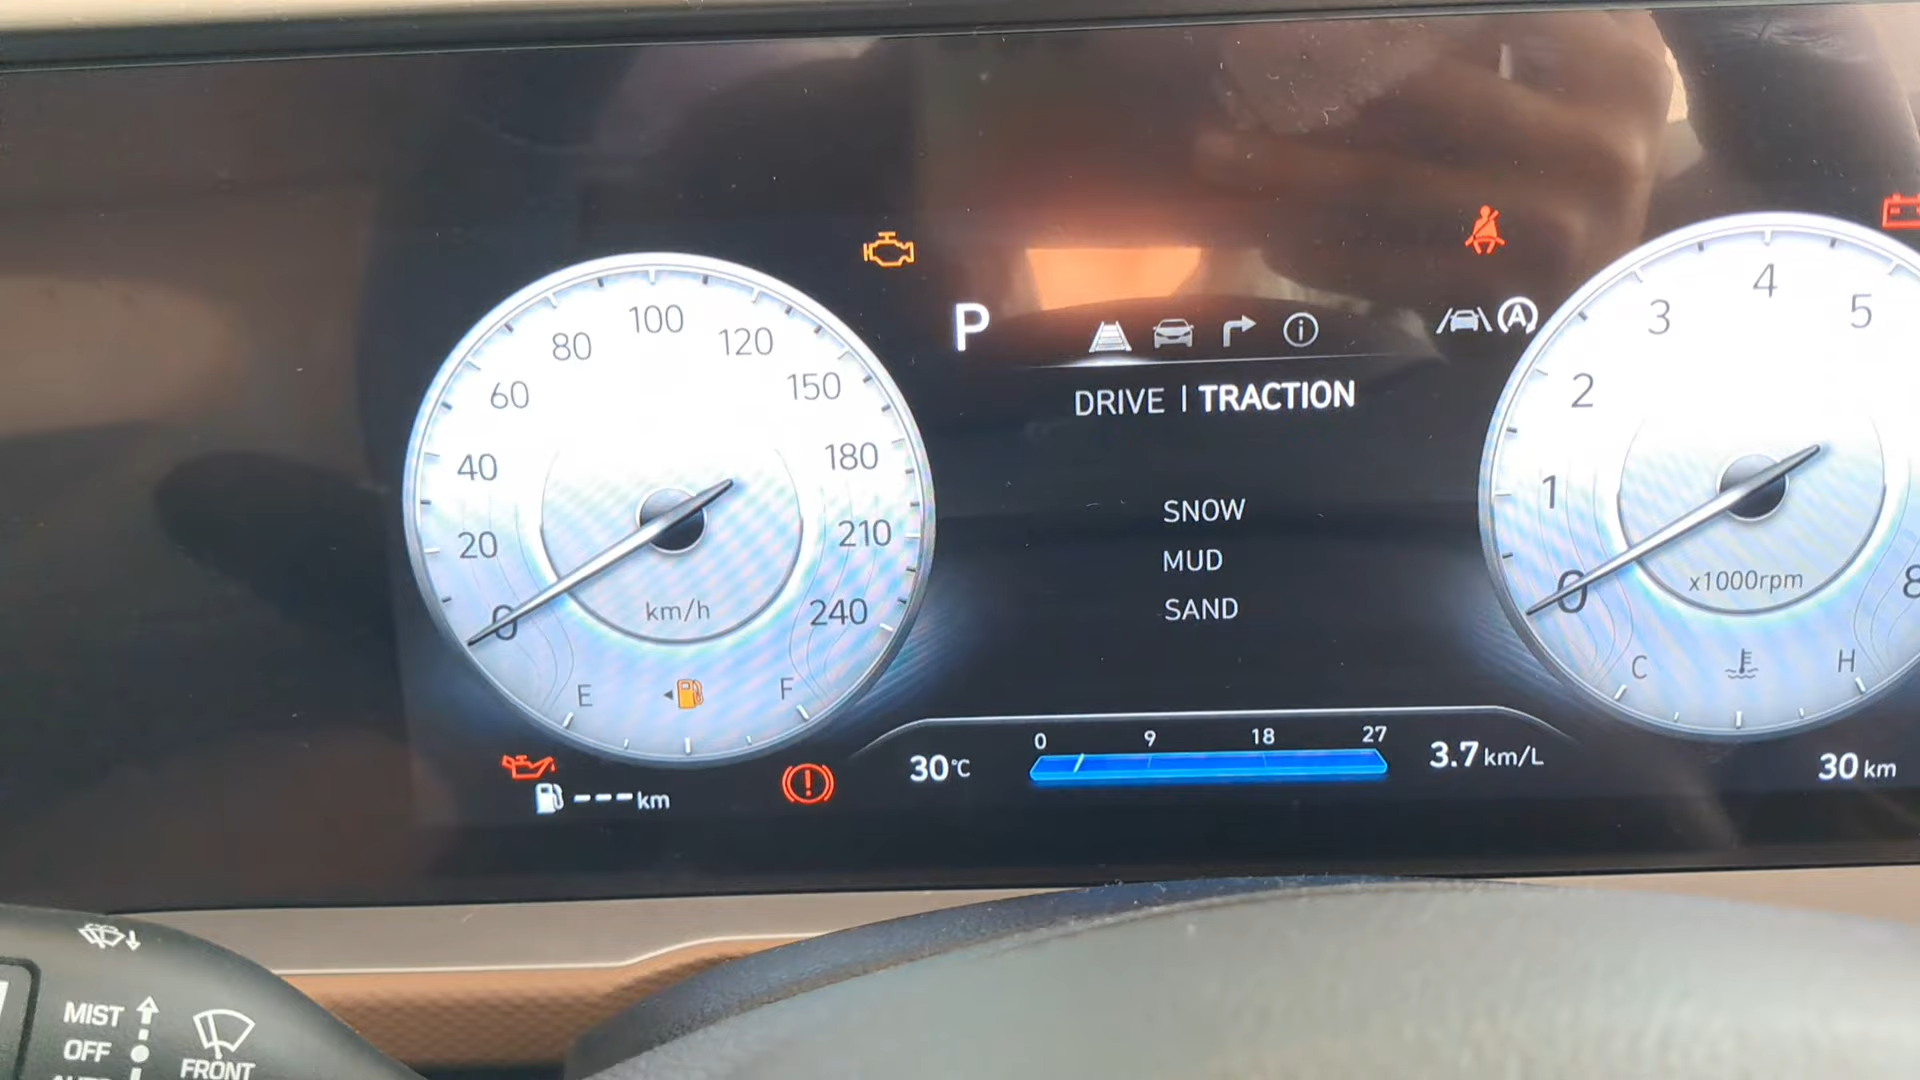 100
80
120
60
150
40
180
20
210
0
240
km/h
E
F
--- km
P
DRIVE | TRACTION
SNOW
MUD
SAND
30°C
0 9 18 27
3.7 km/L
A
4
3
5
2
1
0
8
x1000rpm
C
H
30 km
MIST
OFF
FRONT